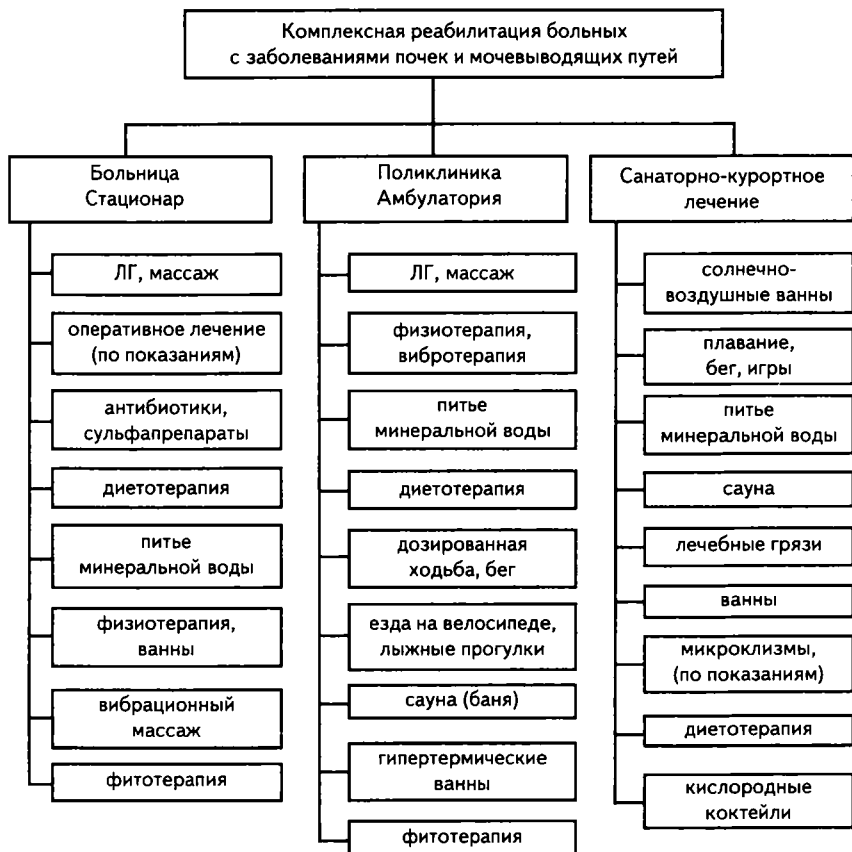 Комплексная реабилитация больных
с заболеваниями почек и мочевыводящих путей
Больница
Стационар
ЛГ, массаж
оперативное лечение
(по показаниям)
антибиотики,
сульфапрепараты
диетотерапия
питье
минеральной воды
физиотерапия,
ванны
вибрационный
массаж
фитотерапия
Поликлиника
Амбулатория
ЛГ, массаж
физиотерапия,
вибротерапия
питье
минеральной воды
диетотерапия
дозированная
ходьба, бег
езда на велосипеде,
лыжные прогулки
сауна (баня)
гипертермические
ванны
фитотерапия
Санаторно-курортное
лечение
солнечно-
воздушные ванны
плавание,
бег, игры
питье
минеральной воды
сауна
лечебные грязи
ванны
микроклизмы,
(по показаниям)
диетотерапия
кислородные
коктейли